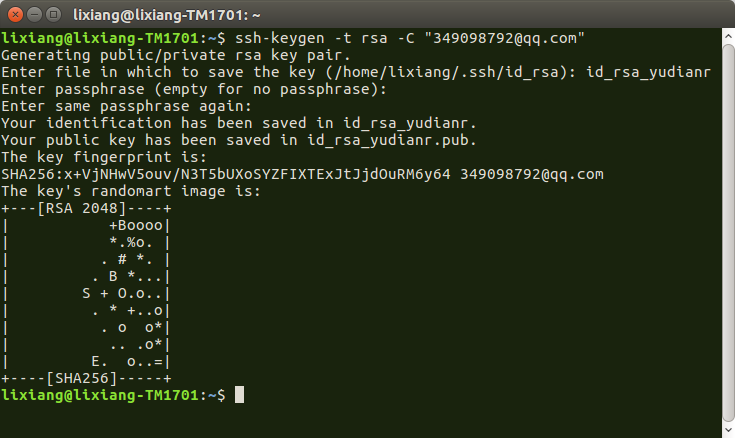 lixiang@lixiang-TM1701: ~
lixiang@lixiang-TM1701:~$ ssh-keygen -t rsa -C "349098792@qq.com"
Generating public/private rsa key pair.
Enter file in which to save the key (/home/lixiang/.ssh/id_rsa): id_rsa_yudianr
Enter passphrase (empty for no passphrase):
Enter same passphrase again:
Your identification has been saved in id_rsa_yudianr.
Your public key has been saved in id_rsa_yudianr.pub.
The key fingerprint is:
SHA256:x+VjNHwV5ouv/N3T5bUXoSYZFIXTExJtJjdOuRM6y64 349098792@qq.com
The key's randomart image is:
+---[RSA 2048]----+
|           +Boooo|
|           *.%o. |
|          . # *. |
|         . B *...|
|        S + O.o..|
|         . * +..o|
|          . o  o*|
|           .. .o*|
|         E.  o..=|
+----[SHA256]-----+
lixiang@lixiang-TM1701:~$